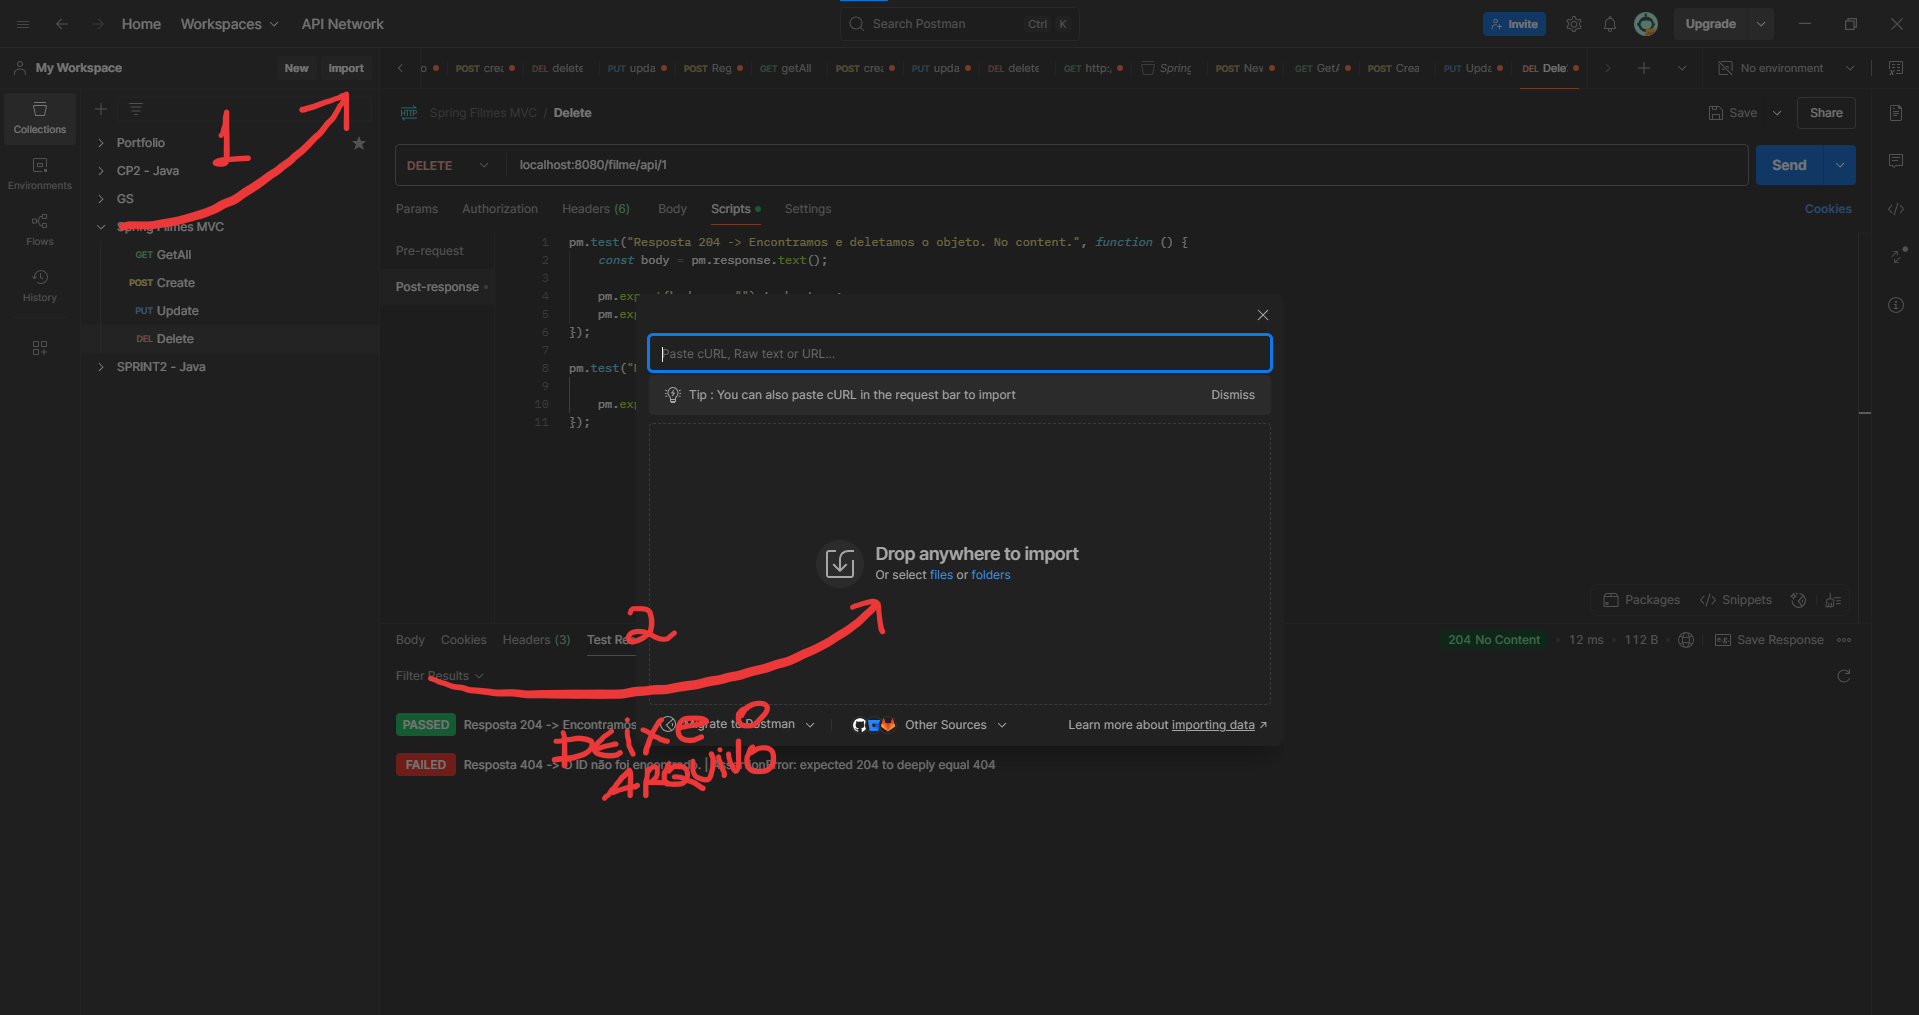 Home
Workspaces
API Network
Search Postman
Ctrl
K
Invite
Upgrade
My Workspace
New
Import
POST crea
DEL delete
PUT upda
POST Reg
GET getAll
POST crea
PUT upda
DEL delete
GET http:
Spring
POST New
GET GetA
POST Crea
PUT Upda
DEL Dele
No environment
Collections
Environments
Flows
History
Portfolio
CP2 - Java
GS
Spring Filmes MVC
GET GetAll
POST Create
PUT Update
DEL Delete
SPRINT2 - Java
1
HTTP Spring Filmes MVC / Delete
Save
Share
DELETE
localhost:8080/filme/api/1
Send
Params
Authorization
Headers (6)
Body
Scripts
Settings
Cookies
Pre-request
Post-response
1 pm.test("Resposta 204 -> Encontramos e deletamos o objeto. No content.", function () {
2 const body = pm.response.text();
3
4 pm.exp
5 pm.exp
6 });
7
8 pm.test("
9
10 pm.exp
11 });
Paste cURL, Raw text or URL...
Tip : You can also paste cURL in the request bar to import
Dismiss
Drop anywhere to import
Or select files or folders
Migrate to Postman
Other Sources
Learn more about importing data ↗
2
DEIXE O
ARQUIVO
Packages
Snippets
Body
Cookies
Headers (3)
Test Res
204 No Content
12 ms
112 B
Save Response
Filter Results
PASSED Resposta 204 -> Encontramos
FAILED Resposta 404 -> O ID não foi encontrado. | AssertionError: expected 204 to deeply equal 404